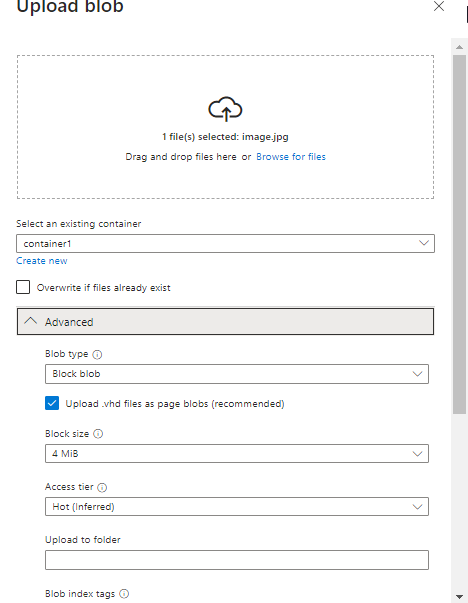 Upload blob
1 file(s) selected: image.jpg
Drag and drop files here or Browse for files
Select an existing container
container1
Create new
Overwrite if files already exist
Advanced
Blob type
Block blob
Upload .vhd files as page blobs (recommended)
Block size
4 MiB
Access tier
Hot (Inferred)
Upload to folder
Blob index tags